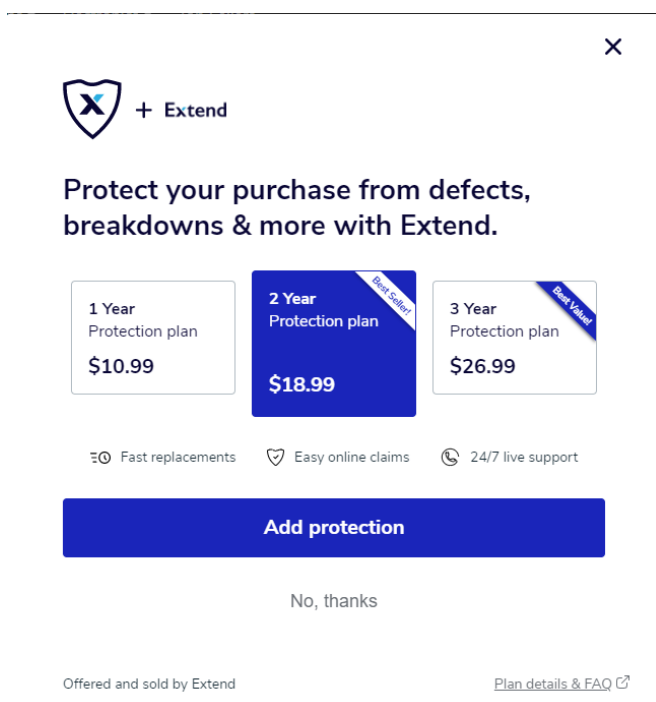 X + Extend
Protect your purchase from defects,
breakdowns & more with Extend.
1 Year
Protection plan
$10.99
2 Year
Protection plan
$18.99
Best Seller!
3 Year
Protection plan
$26.99
Best Value!
Fast replacements
Easy online claims
24/7 live support
Add protection
No, thanks
Offered and sold by Extend
Plan details & FAQ